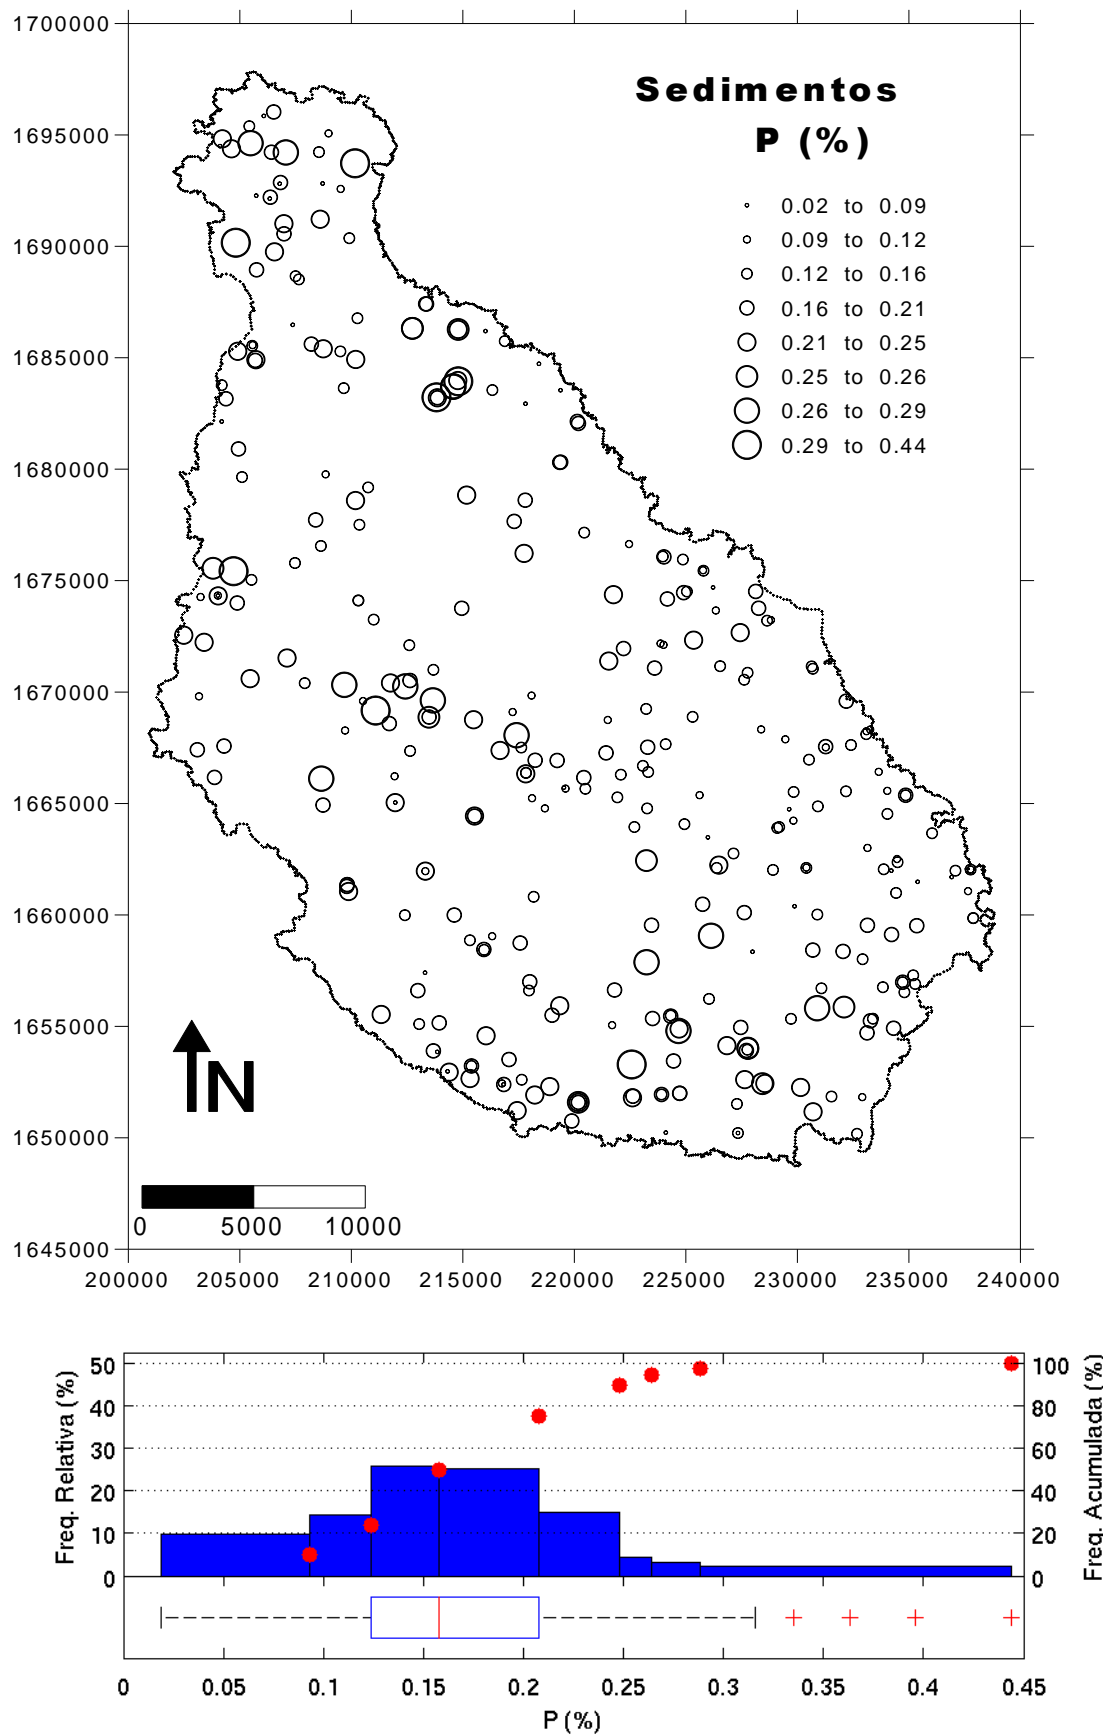 1700000
1695000
1690000
1685000
1680000
1675000
1670000
1665000
1660000
1655000
1650000
1645000
Sedimentos
P (%)
0.02 to 0.09
0.09 to 0.12
0.12 to 0.16
0.16 to 0.21
0.21 to 0.25
0.25 to 0.26
0.26 to 0.29
0.29 to 0.44
N
0 5000 10000
200000 205000 210000 215000 220000 225000 230000 235000 240000
Freq. Relativa (%)
50
40
30
20
10
0
100
80
60
40
20
0
Freq. Acumulada (%)
0 0.05 0.1 0.15 0.2 0.25 0.3 0.35 0.4 0.45
P (%)